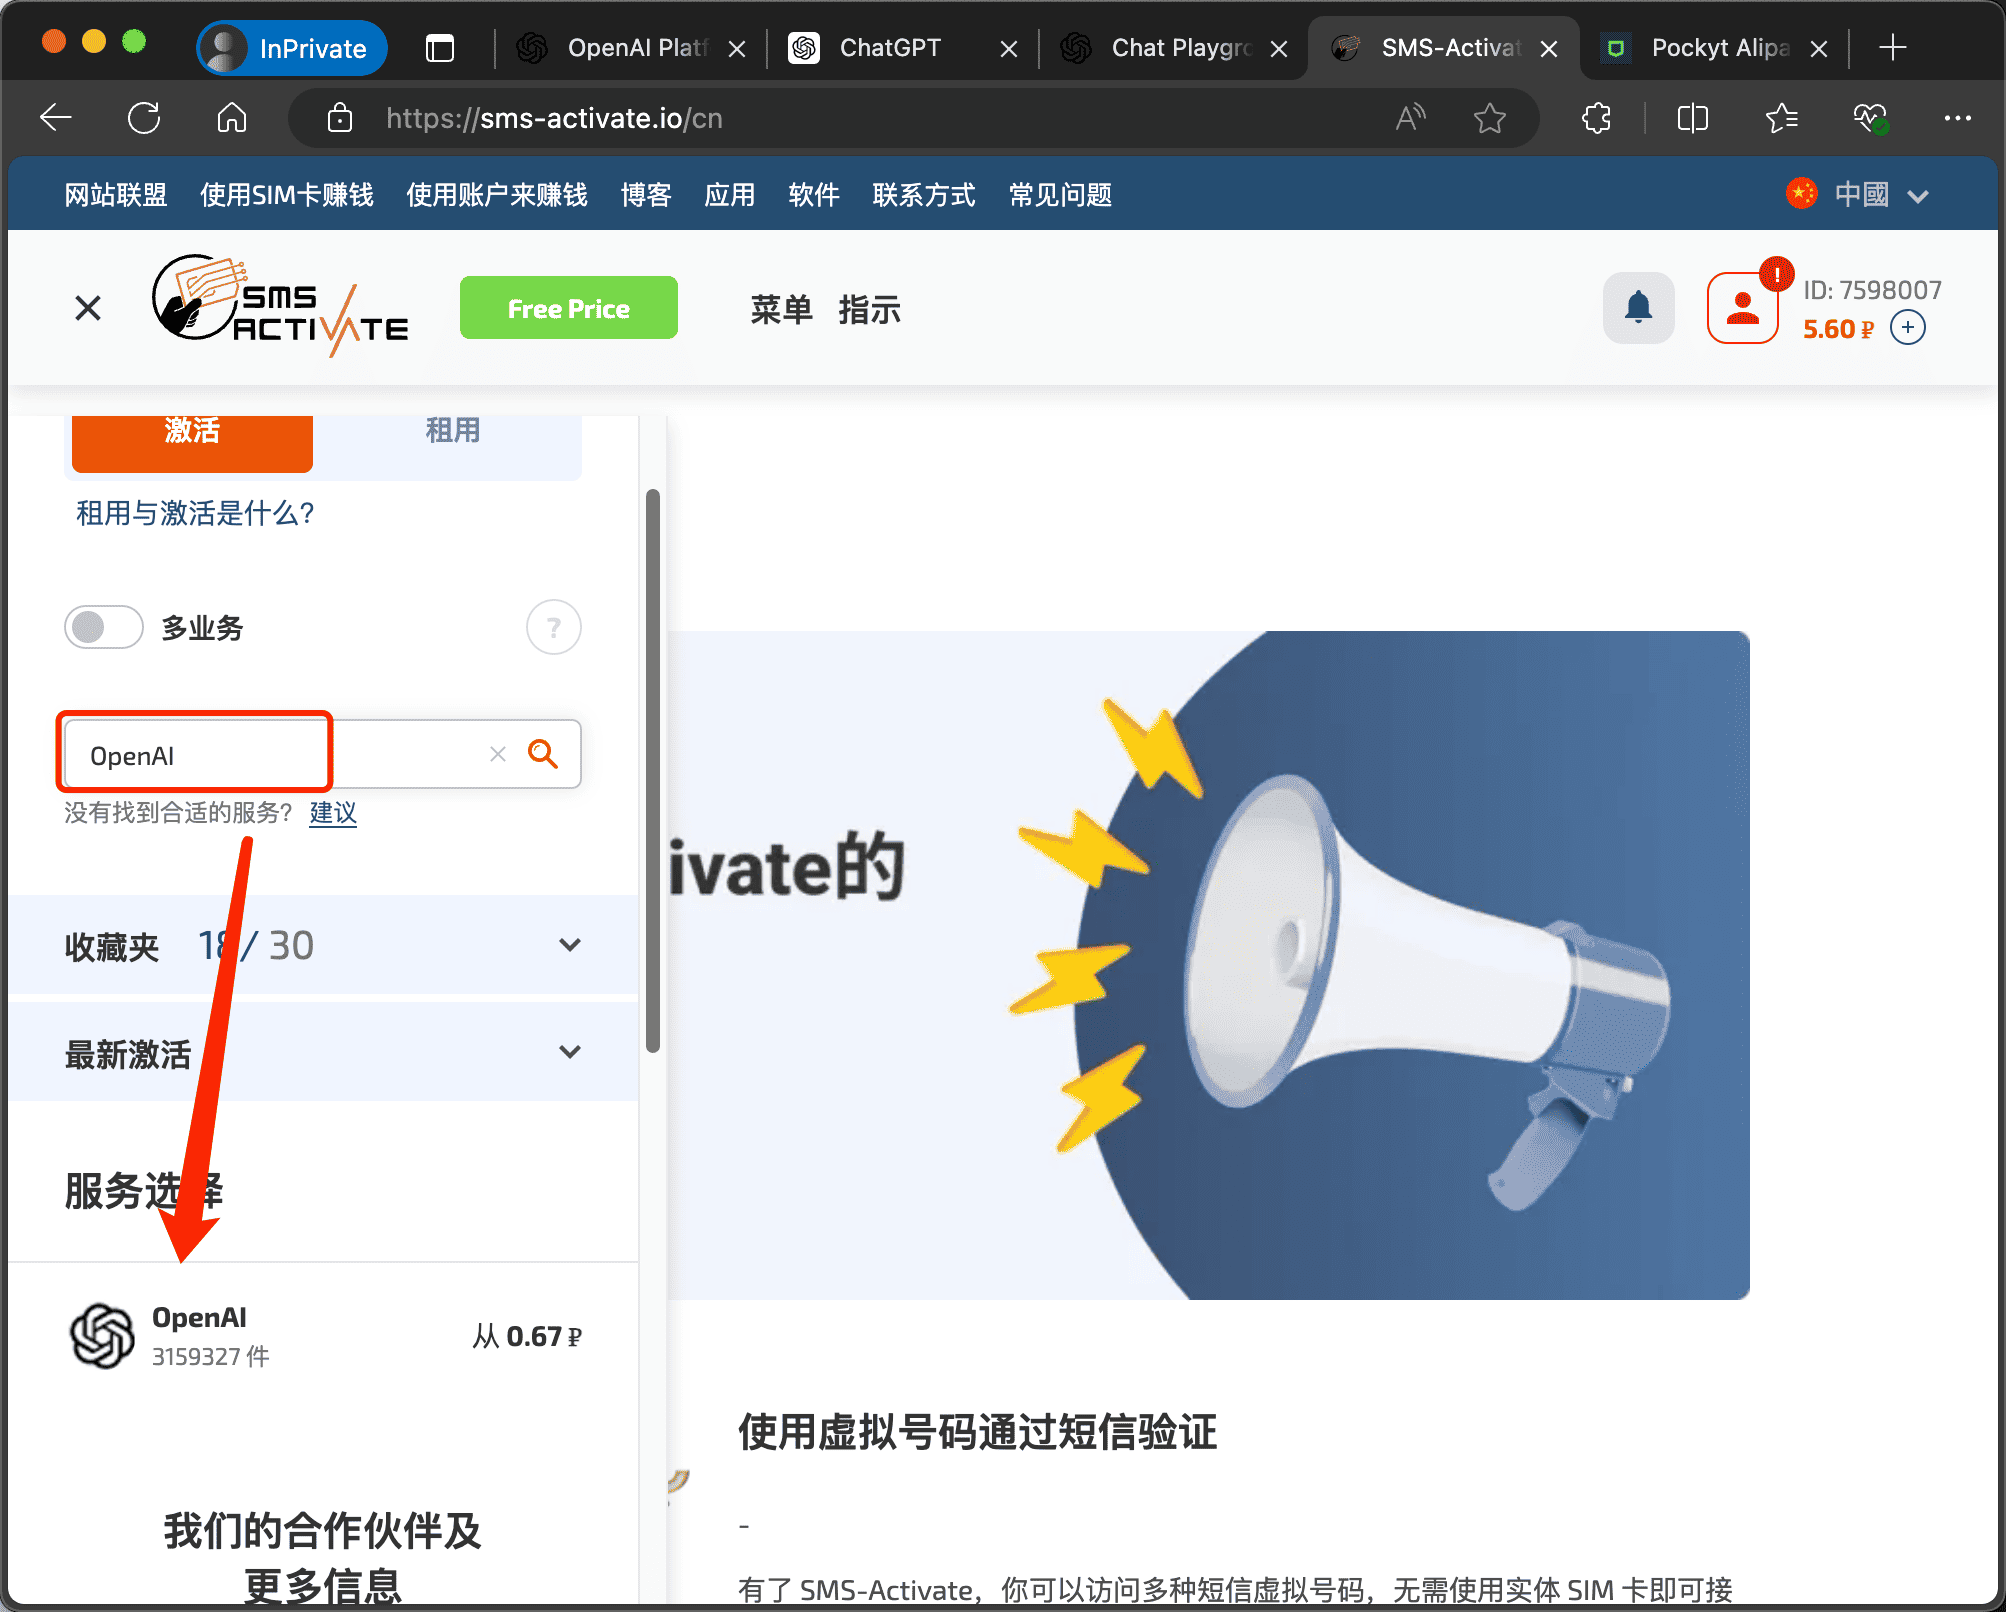 InPrivate
OpenAI Platf
ChatGPT
Chat Playgro
SMS-Activat
Pockyt Alipa
https://sms-activate.io/cn
网站联盟 使用SIM卡赚钱 使用账户来赚钱 博客 应用 软件 联系方式 常见问题 中國
SMS ACTIVATE
Free Price
菜单 指示
ID: 7598007
5.60 ₽
激活 租用
租用与激活是什么?
多业务 ?
OpenAI
没有找到合适的服务? 建议
ivate的
收藏夹 18/ 30
最新激活
服务选择
OpenAI
3159327 件
从 0.67 ₽
使用虚拟号码通过短信验证
-
我们的合作伙伴及
更多信息
有了 SMS-Activate，你可以访问多种短信虚拟号码，无需使用实体 SIM 卡即可接